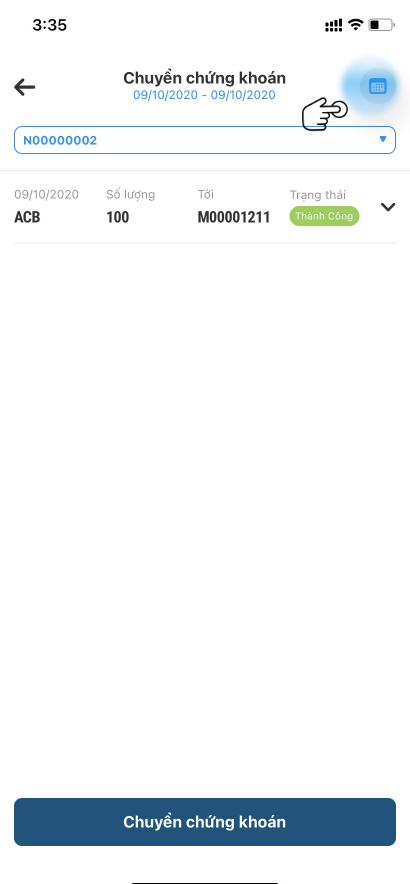 3:35
Chuyển chứng khoán
09/10/2020 - 09/10/2020
N00000002
09/10/2020 Số lượng Tới Trạng thái
ACB 100 M00001211 Thành Công
Chuyển chứng khoán